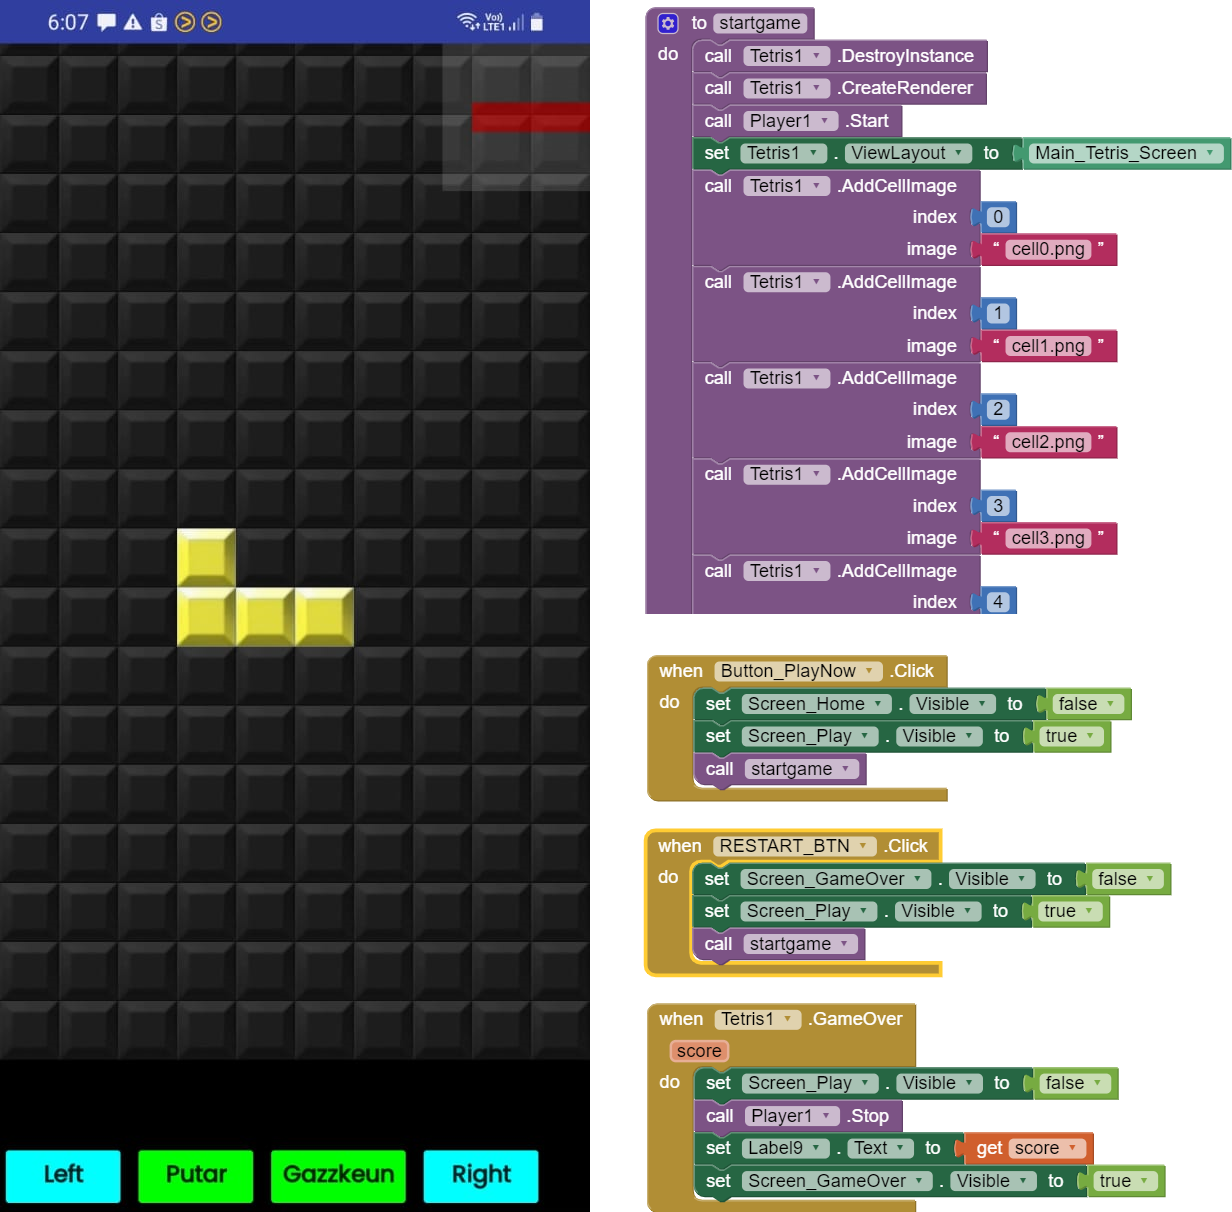 6:07
Vo))
LTE1
Left
Putar
Gazzkeun
Right
to startgame
do
call Tetris1 .DestroyInstance
call Tetris1 .CreateRenderer
call Player1 .Start
set Tetris1 . ViewLayout to Main_Tetris_Screen
call Tetris1 .AddCellImage
index 0
image “ cell0.png ”
call Tetris1 .AddCellImage
index 1
image “ cell1.png ”
call Tetris1 .AddCellImage
index 2
image “ cell2.png ”
call Tetris1 .AddCellImage
index 3
image “ cell3.png ”
call Tetris1 .AddCellImage
index 4
when Button_PlayNow .Click
do set Screen_Home . Visible to false
set Screen_Play . Visible to true
call startgame
when RESTART_BTN .Click
do set Screen_GameOver . Visible to false
set Screen_Play . Visible to true
call startgame
when Tetris1 .GameOver
score
do set Screen_Play . Visible to false
call Player1 .Stop
set Label9 . Text to get score
set Screen_GameOver . Visible to true